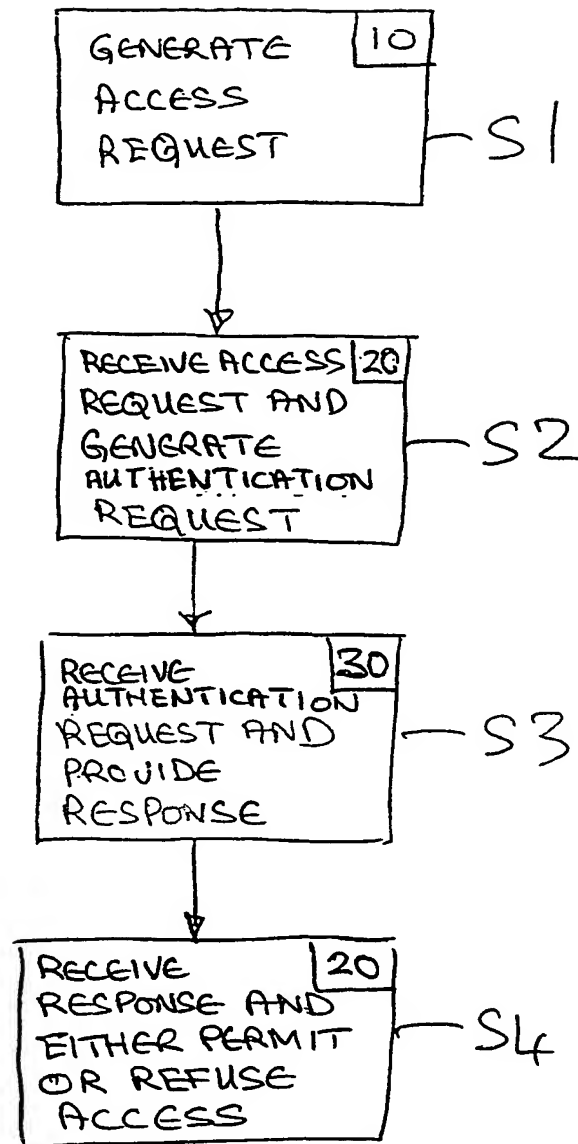 GENERATE 10
ACCESS
REQUEST
S1
RECEIVE ACCESS 20
REQUEST AND
GENERATE
AUTHENTICATION
REQUEST
S2
RECEIVE 30
AUTHENTICATION
REQUEST AND
PROVIDE
RESPONSE
S3
RECEIVE 20
RESPONSE AND
EITHER PERMIT
OR REFUSE
ACCESS
S4